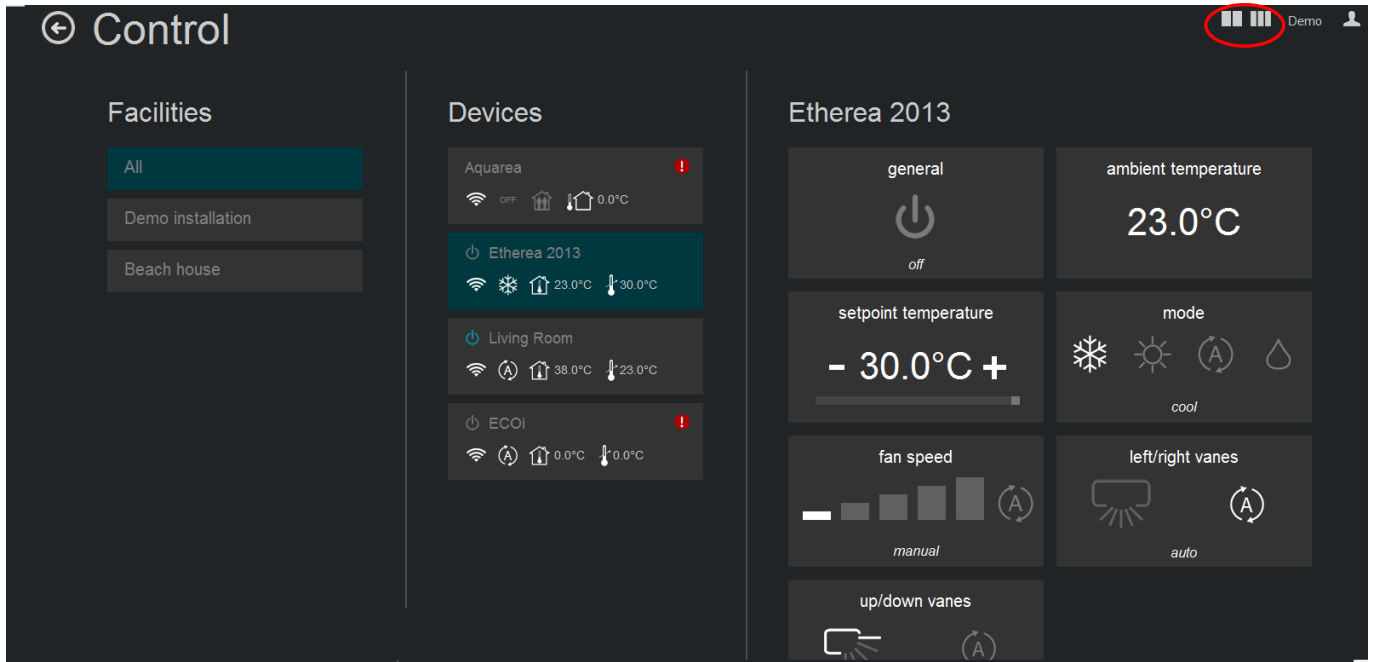 Control
Demo
Facilities
All
Demo installation
Beach house
Devices
Aquarea
OFF 0.0°C
Etherea 2013
23.0°C 30.0°C
Living Room
A 38.0°C 23.0°C
ECOi
A 0.0°C 0.0°C
Etherea 2013
general
off
ambient temperature
23.0°C
setpoint temperature
- 30.0°C +
mode
A
cool
fan speed
A
manual
left/right vanes
A
auto
up/down vanes
A